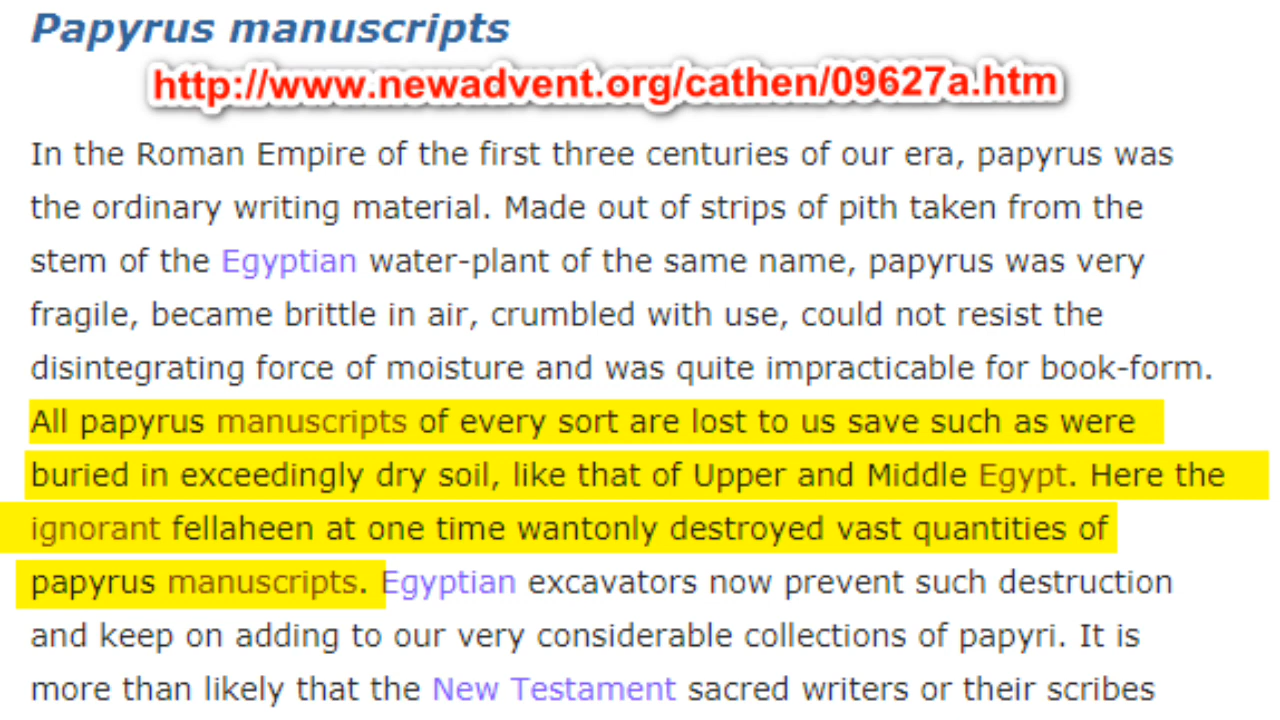 Papyrus manuscripts
http://www.newadvent.org/cathen/09627a.htm
In the Roman Empire of the first three centuries of our era, papyrus was
the ordinary writing material. Made out of strips of pith taken from the
stem of the Egyptian water-plant of the same name, papyrus was very
fragile, became brittle in air, crumbled with use, could not resist the
disintegrating force of moisture and was quite impracticable for book-form.
All papyrus manuscripts of every sort are lost to us save such as were
buried in exceedingly dry soil, like that of Upper and Middle Egypt. Here the
ignorant fellaheen at one time wantonly destroyed vast quantities of
papyrus manuscripts. Egyptian excavators now prevent such destruction
and keep on adding to our very considerable collections of papyri. It is
more than likely that the New Testament sacred writers or their scribes